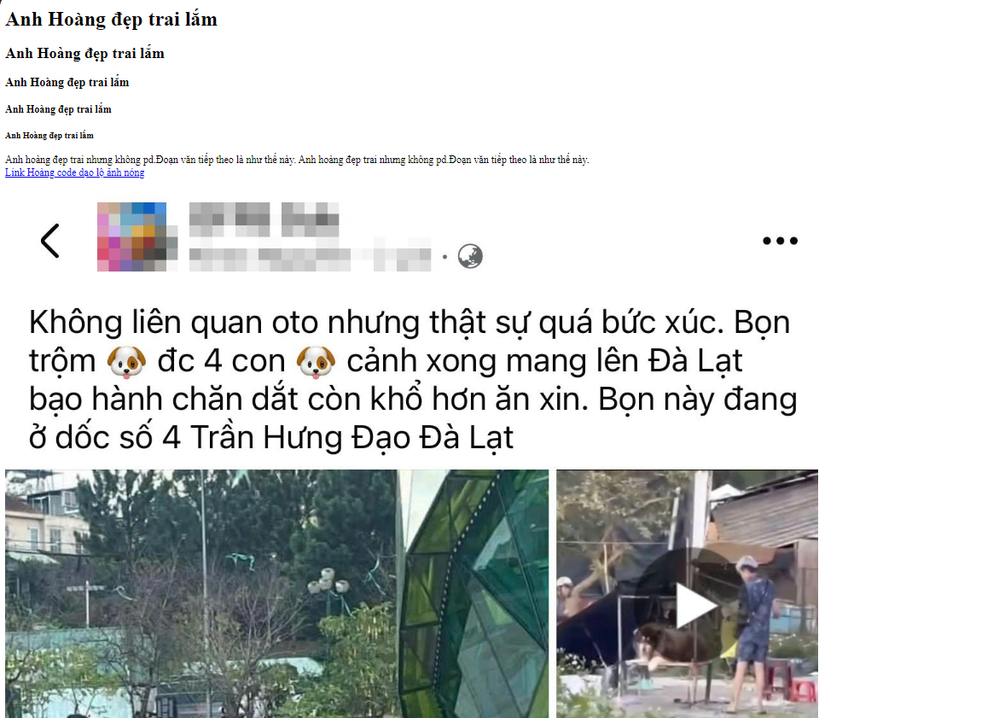 Anh Hoàng đẹp trai lắm
Anh Hoàng đẹp trai lắm
Anh Hoàng đẹp trai lắm
Anh Hoàng đẹp trai lắm
Anh Hoàng đẹp trai lắm
Anh hoàng đẹp trai nhưng không pd.Đoạn văn tiếp theo là như thế này. Anh hoàng đẹp trai nhưng không pd.Đoạn văn tiếp theo là như thế này.
Link Hoàng code dạo lộ ảnh nóng
Không liên quan oto nhưng thật sự quá bức xúc. Bọn
trộm 🐶 đc 4 con 🐶 cảnh xong mang lên Đà Lạt
bạo hành chăn dắt còn khổ hơn ăn xin. Bọn này đang
ở dốc số 4 Trần Hưng Đạo Đà Lạt